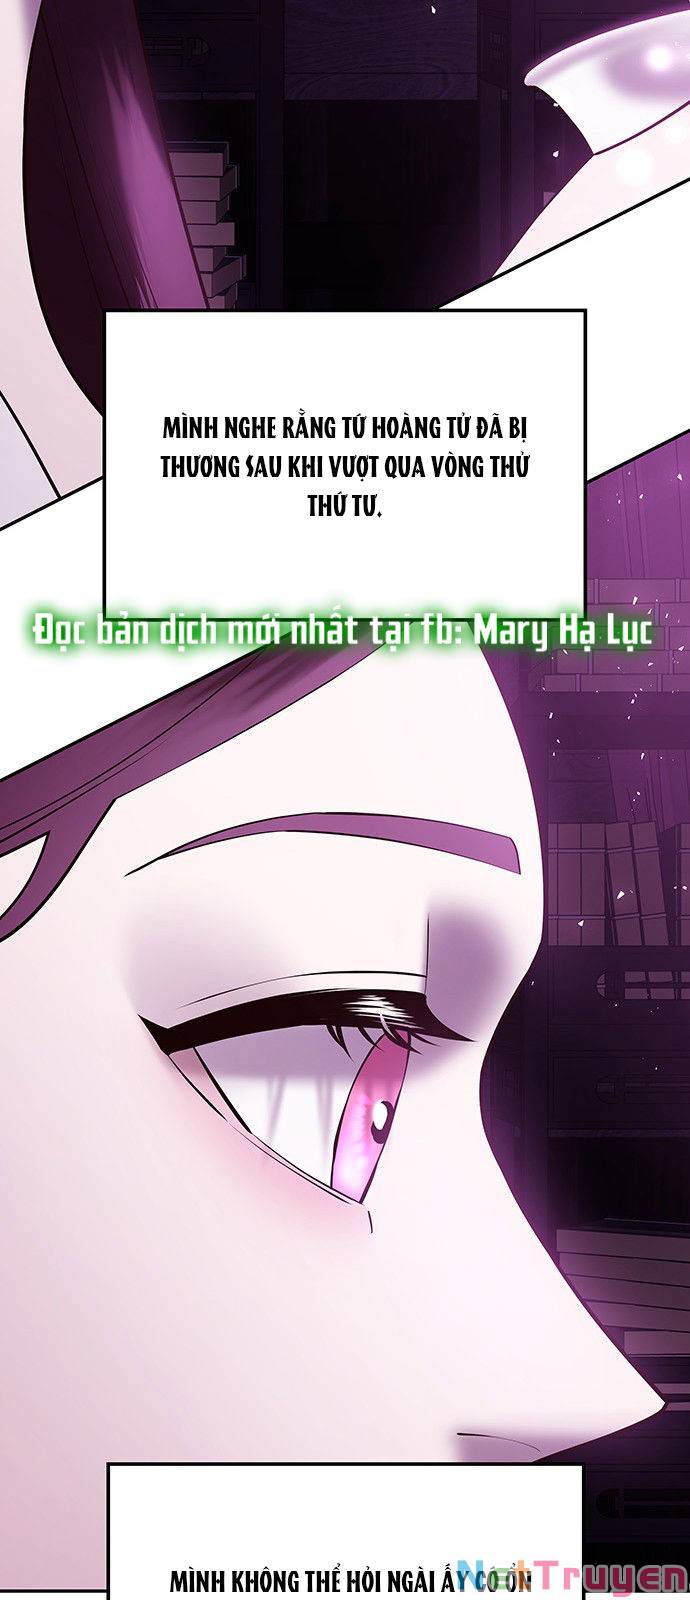 MÌNH NGHE RẰNG TỨ HOÀNG TỬ ĐÃ BỊ
THƯƠNG SAU KHI VƯỢT QUA VÒNG THỬ
THỨ TƯ.
Đọc bản dịch mới nhất tại fb: Mary Hạ Lục
MÌNH KHÔNG THỂ HỎI NGÀI ẤY CÓ ỔN
NetTruyen